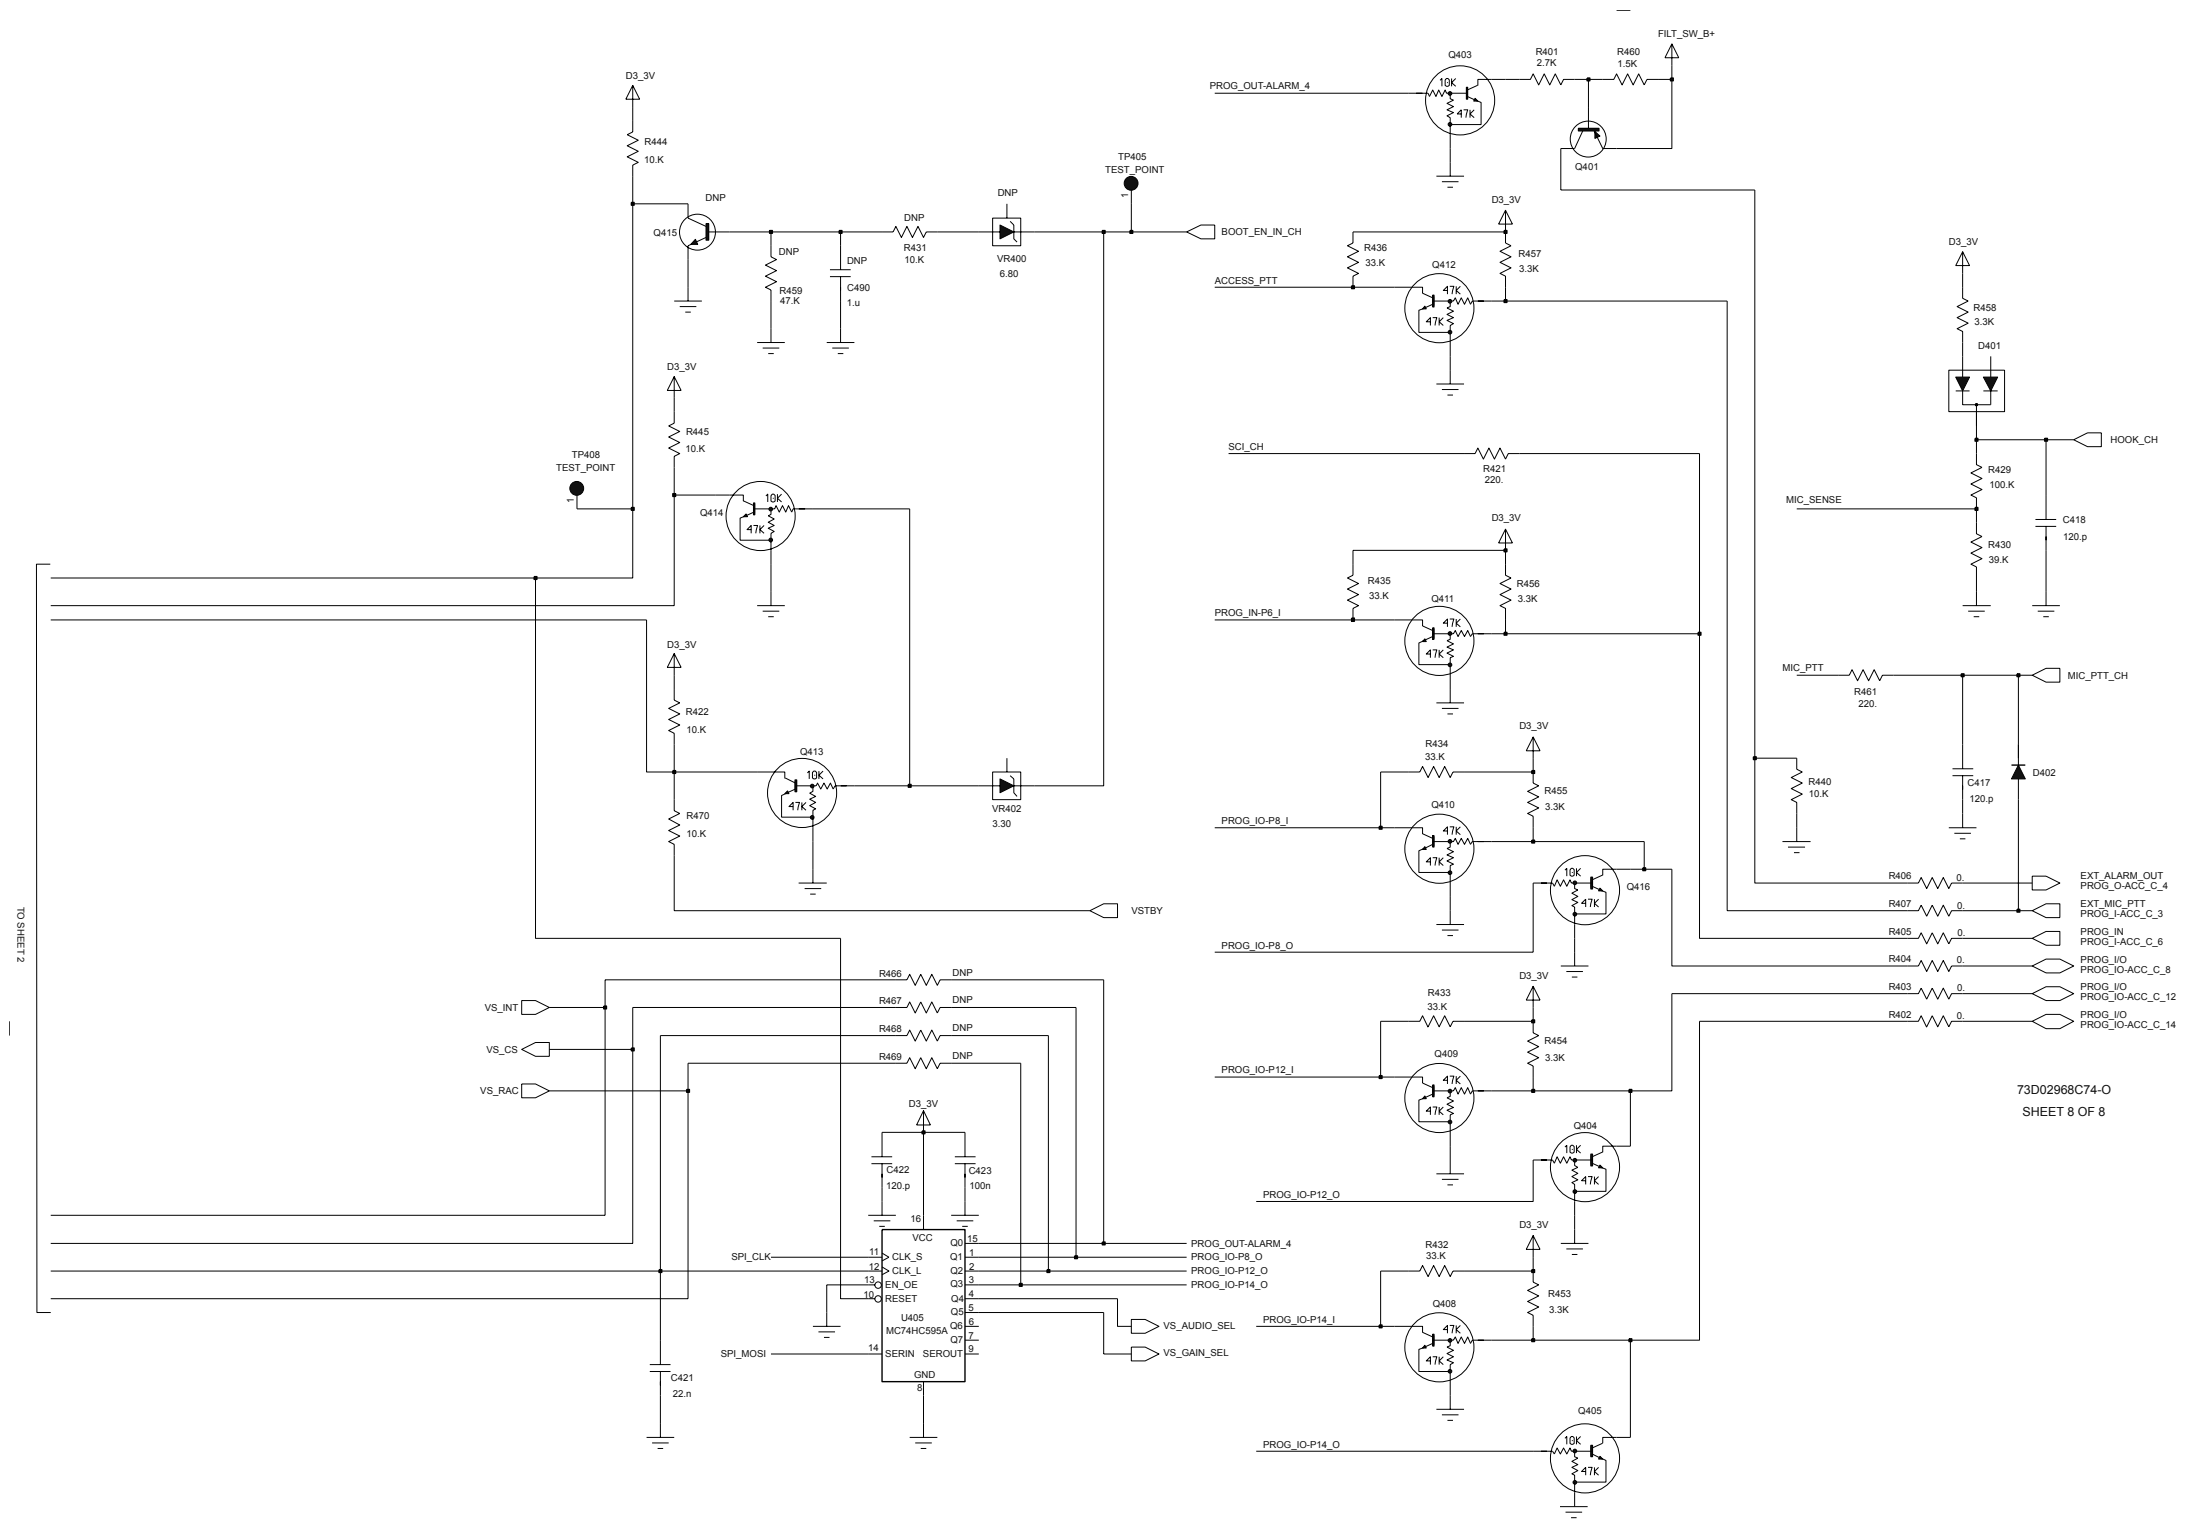 FILT_SW_B+
Q403
R401
2.7K
R460
1.5K
D3_3V
PROG_OUT-ALARM_4
10K
47K
R444
10.K
TP405
TEST_POINT
1
Q401
DNP
DNP
D3_3V
DNP
Q415
BOOT_EN_IN_CH
R431
10.K
DNP
DNP
R436
33.K
R457
3.3K
D3_3V
VR400
6.80
Q412
R459
47.K
C490
1.u
ACCESS_PTT
47K
47K
R458
3.3K
D401
D3_3V
R445
10.K
HOOK_CH
SCI_CH
TP408
TEST_POINT
1
R421
220.
R429
100.K
10K
47K
Q414
MIC_SENSE
D3_3V
C418
120.p
R430
39.K
R435
33.K
R456
3.3K
Q411
PROG_IN-P6_I
47K
47K
D3_3V
MIC_PTT
MIC_PTT_CH
R461
220.
R422
10.K
D3_3V
Q413
10K
47K
R434
33.K
D402
R440
10.K
C417
120.p
VR402
3.30
R455
3.3K
Q410
R470
10.K
PROG_IO-P8_I
47K
47K
10K
47K
Q416
R406
0.
EXT_ALARM_OUT
PROG_O-ACC_C_4
VSTBY
R407
0.
EXT_MIC_PTT
PROG_I-ACC_C_3
TO SHEET 2
R405
0.
PROG_IN
PROG_I-ACC_C_6
PROG_IO-P8_O
R404
0.
PROG_I/O
PROG_IO-ACC_C_8
R466
DNP
D3_3V
R403
0.
PROG_I/O
PROG_IO-ACC_C_12
VS_INT
R467
DNP
R433
33.K
R402
0.
PROG_I/O
PROG_IO-ACC_C_14
R468
DNP
VS_CS
R454
3.3K
R469
DNP
Q409
PROG_IO-P12_I
47K
47K
VS_RAC
73D02968C74-O
SHEET 8 OF 8
D3_3V
Q404
10K
47K
C422
120.p
C423
100n
PROG_IO-P12_O
16
VCC
D3_3V
Q0
15
PROG_OUT-ALARM_4
SPI_CLK
11
CLK_S
Q1
1
PROG_IO-P8_O
12
CLK_L
Q2
2
PROG_IO-P12_O
13
EN_OE
Q3
3
PROG_IO-P14_O
10
RESET
Q4
4
Q5
5
U405
MC74HC595A
Q6
6
Q7
7
SPI_MOSI
14
SERIN
SEROUT
9
GND
8
VS_AUDIO_SEL
VS_GAIN_SEL
R432
33.K
R453
3.3K
Q408
PROG_IO-P14_I
47K
47K
C421
22.n
Q405
PROG_IO-P14_O
10K
47K